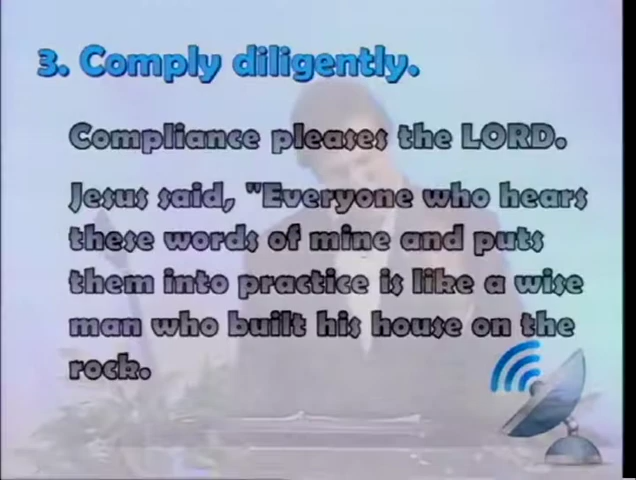 3. Comply diligently.
Compliance pleases the LORD.
Jesus said, "Everyone who hears
these words of mine and puts
them into practice is like a wise
man who built his house on the
rock.